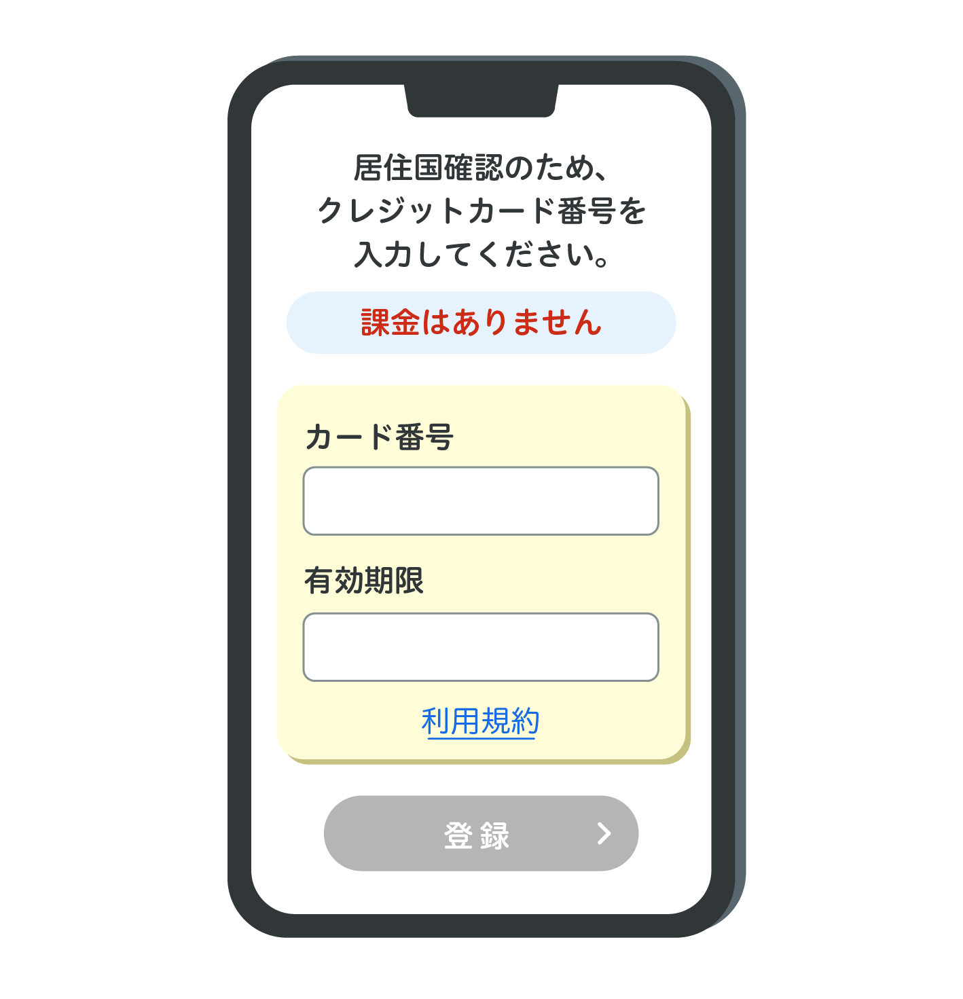 居住国確認のため、
クレジットカード番号を
入力してください。
課金はありません
カード番号
有効期限
利用規約
登録